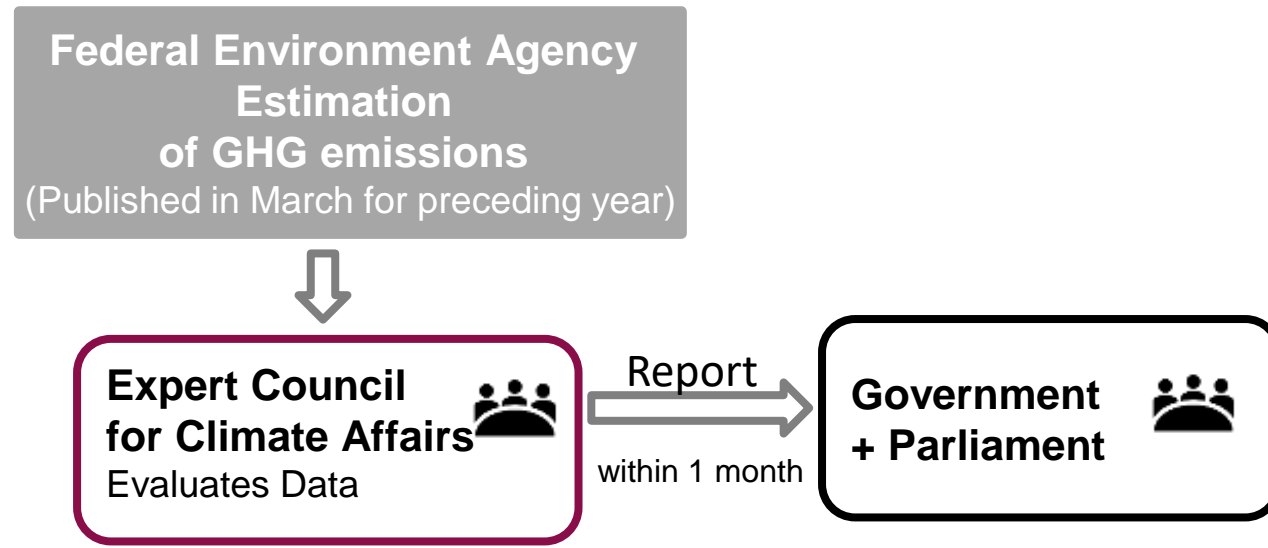 Federal Environment Agency
Estimation
of GHG emissions
(Published in March for preceding year)
Expert Council
for Climate Affairs
Evaluates Data
Report
within 1 month
Government
+ Parliament